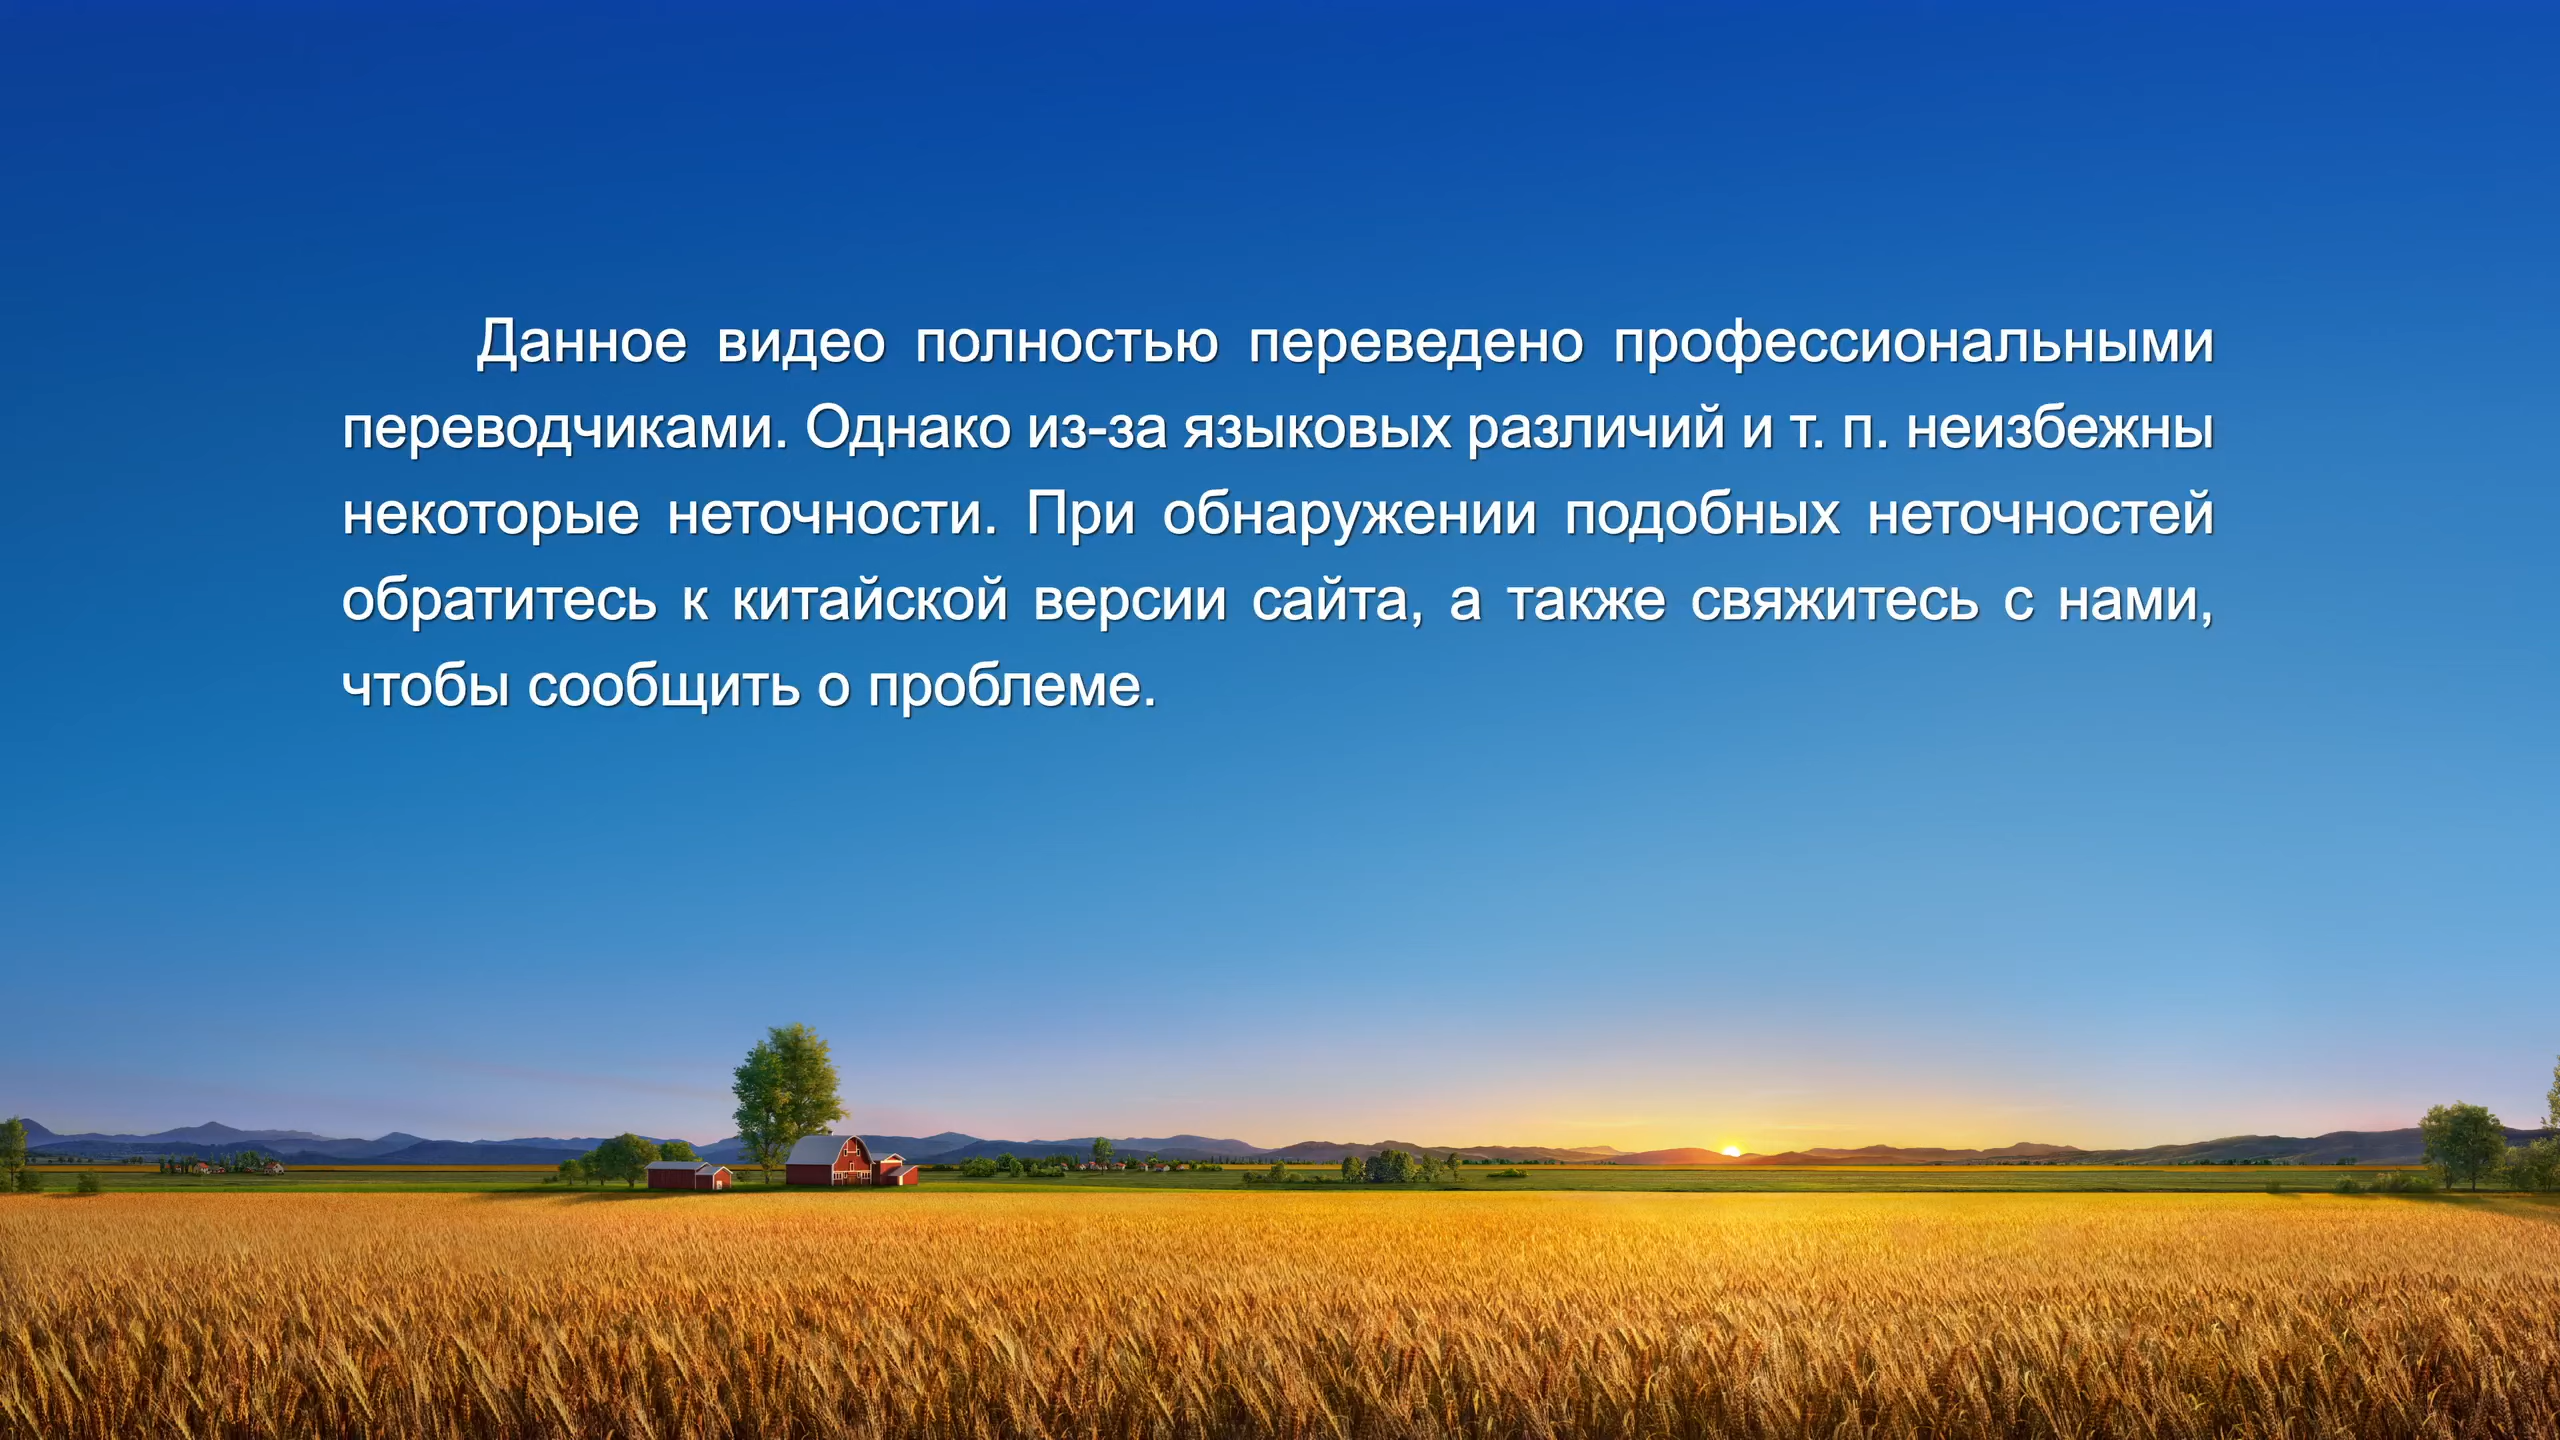 Данное видео полностью переведено профессиональными
переводчиками. Однако из-за языковых различий и т. п. неизбежны
некоторые неточности. При обнаружении подобных неточностей
обратитесь к китайской версии сайта, а также свяжитесь с нами,
чтобы сообщить о проблеме.